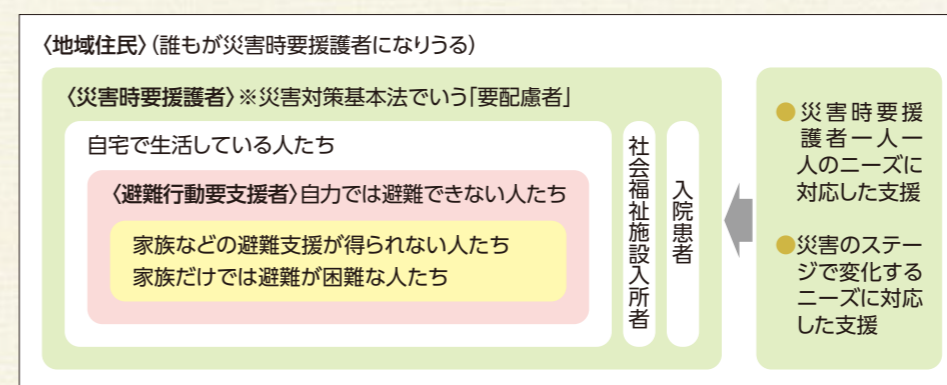 〈地域住民〉(誰もが災害時要援護者になりうる)
〈災害時要援護者〉※災害対策基本法でいう「要配慮者」
自宅で生活している人たち
〈避難行動要支援者〉自力では避難できない人たち
家族などの避難支援が得られない人たち
家族だけでは避難が困難な人たち
社会福祉施設入所者
入院患者
●災害時要援
護者一人一
人のニーズに
対応した支援
●災害のステー
ジで変化する
ニーズに対応
した支援